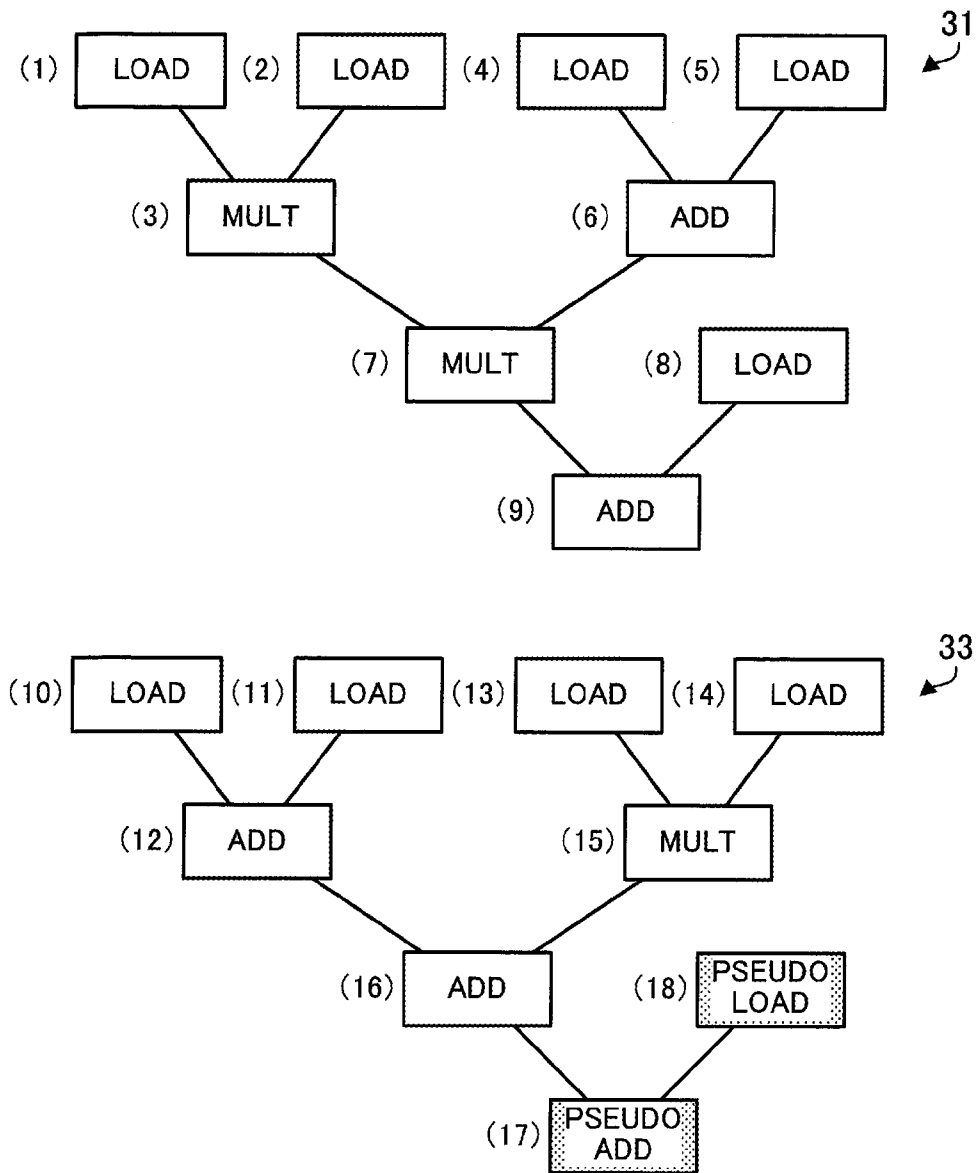 31
(1) LOAD (2) LOAD (4) LOAD (5) LOAD
(3) MULT (6) ADD
(7) MULT (8) LOAD
(9) ADD
33
(10) LOAD (11) LOAD (13) LOAD (14) LOAD
(12) ADD (15) MULT
(16) ADD (18) PSEUDO LOAD
(17) PSEUDO ADD